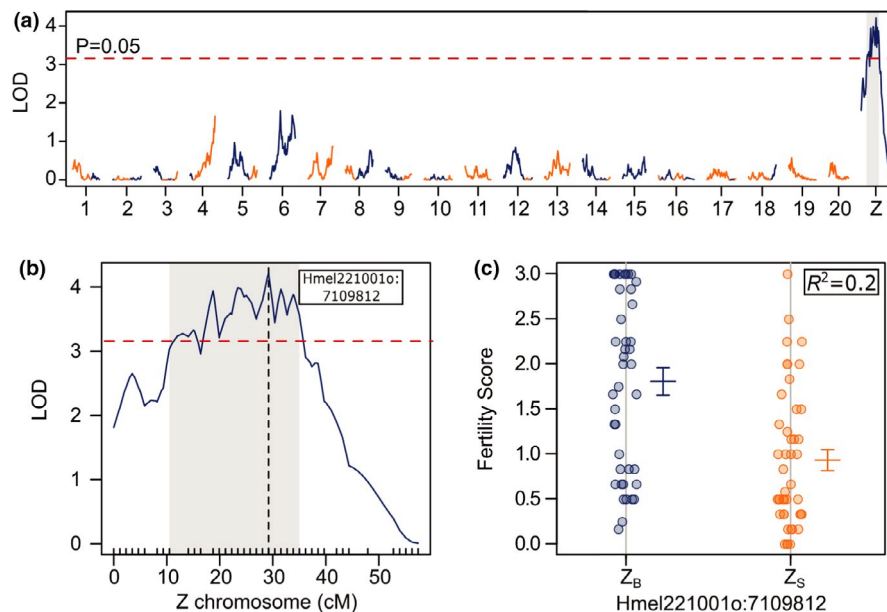 (a)
4
3
2
1
0
LOD
P=0.05
1 2 3 4 5 6 7 8 9 10 11 12 13 14 15 16 17 18 19 20 Z
(b)
4
3
2
1
0
LOD
Hmel221001o:
7109812
0 10 20 30 40 50
Z chromosome (cM)
(c)
3.0
2.5
2.0
1.5
1.0
0.5
0.0
Fertility Score
R²=0.2
Z_B Z_S
Hmel221001o:7109812